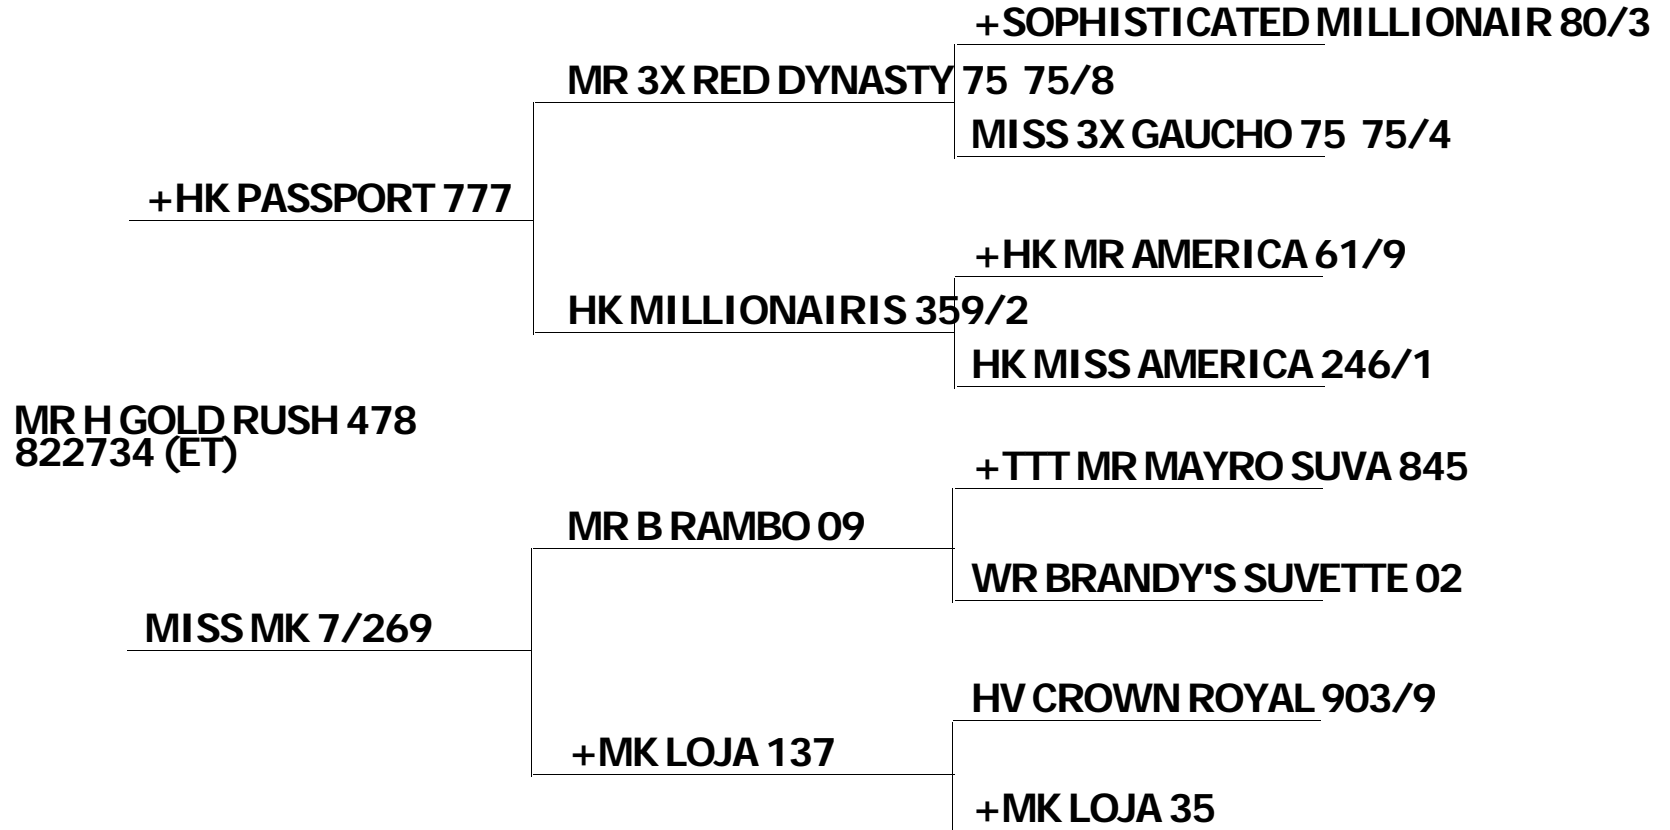 +SOPHISTICATED MILLIONAIR 80/3
MR 3X RED DYNASTY 75 75/8
MISS 3X GAUCHO 75 75/4
+HK PASSPORT 777
+HK MR AMERICA 61/9
HK MILLIONAIRIS 359/2
HK MISS AMERICA 246/1
MR H GOLD RUSH 478
822734 (ET)
+TTT MR MAYRO SUVA 845
MR B RAMBO 09
WR BRANDY'S SUVETTE 02
MISS MK 7/269
HV CROWN ROYAL 903/9
+MK LOJA 137
+MK LOJA 35